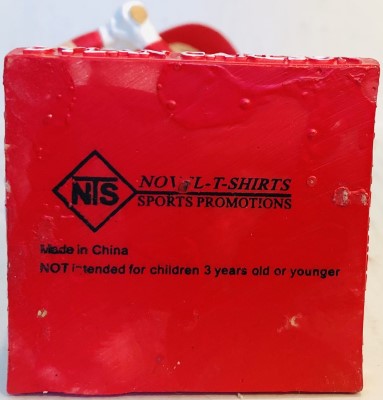 NTS
NOVEL-T-SHIRTS
SPORTS PROMOTIONS
Made in China
NOT intended for children 3 years old or younger